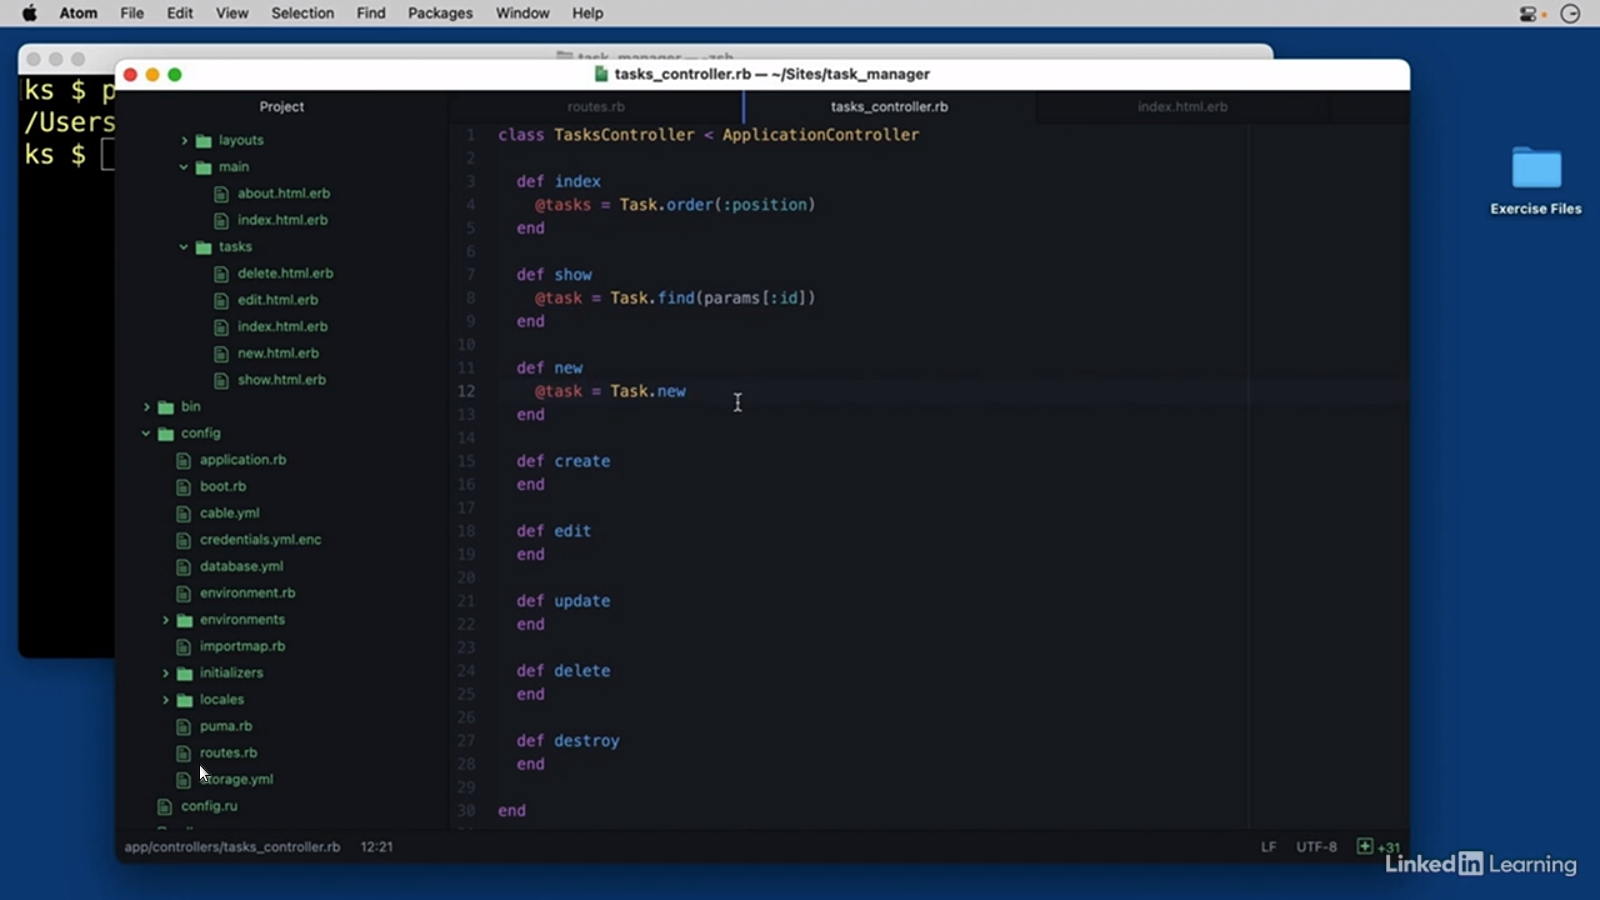 Atom File Edit View Selection Find Packages Window Help
task_manager — -zsh
ks $ p
/Users
ks $
tasks_controller.rb — ~/Sites/task_manager
Project
routes.rb
tasks_controller.rb
index.html.erb
layouts
main
about.html.erb
index.html.erb
tasks
delete.html.erb
edit.html.erb
index.html.erb
new.html.erb
show.html.erb
bin
config
application.rb
boot.rb
cable.yml
credentials.yml.enc
database.yml
environment.rb
environments
importmap.rb
initializers
locales
puma.rb
routes.rb
storage.yml
config.ru
1 class TasksController < ApplicationController
2
3 def index
4 @tasks = Task.order(:position)
5 end
6
7 def show
8 @task = Task.find(params[:id])
9 end
10
11 def new
12 @task = Task.new
13 end
14
15 def create
16 end
17
18 def edit
19 end
20
21 def update
22 end
23
24 def delete
25 end
26
27 def destroy
28 end
29
30 end
app/controllers/tasks_controller.rb 12:21
LF UTF-8 +31
Exercise Files
LinkedIn Learning